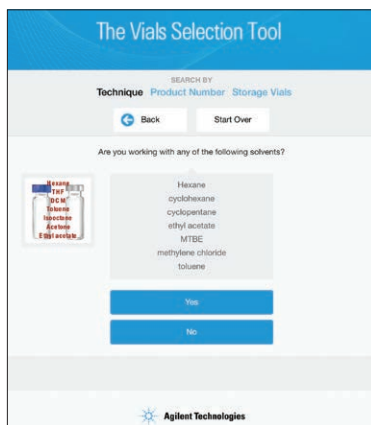 The Vials Selection Tool
SEARCH BY
Technique Product Number Storage Vials
Back
Start Over
Are you working with any of the following solvents?
Hexane
THF
DCM
Toluene
Isooctane
Acetone
Ethyl acetate
Hexane
cyclohexane
cyclopentane
ethyl acetate
MTBE
methylene chloride
toluene
Yes
No
Agilent Technologies